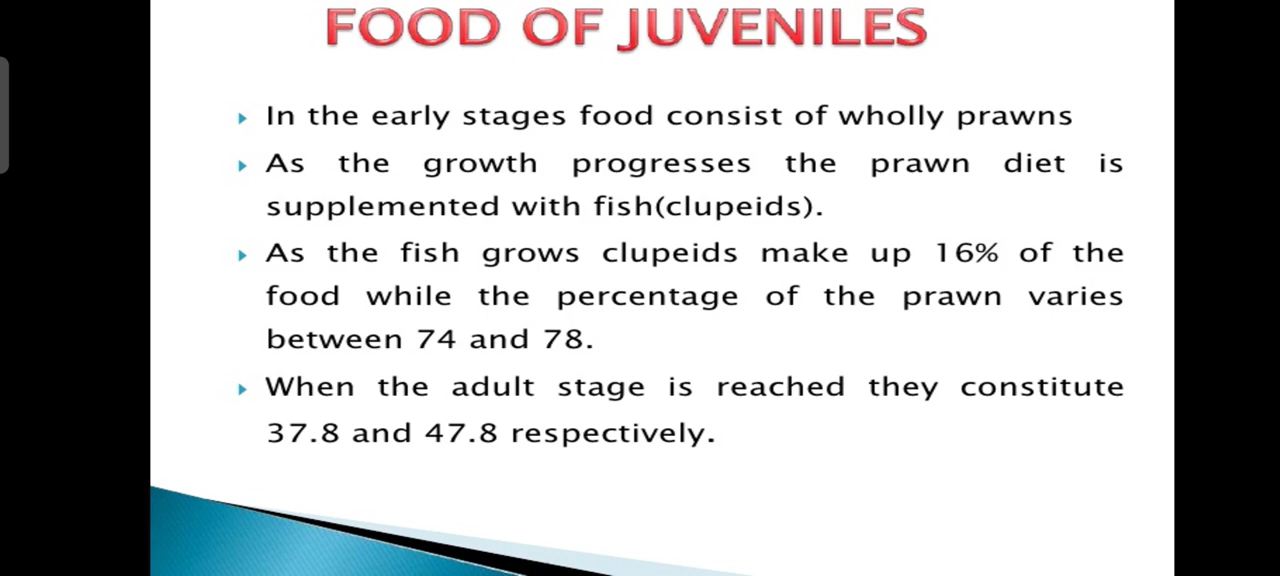 FOOD OF JUVENILES
In the early stages food consist of wholly prawns
As the growth progresses the prawn diet is
supplemented with fish(clupeids).
As the fish grows clupeids make up 16% of the
food while the percentage of the prawn varies
between 74 and 78.
When the adult stage is reached they constitute
37.8 and 47.8 respectively.